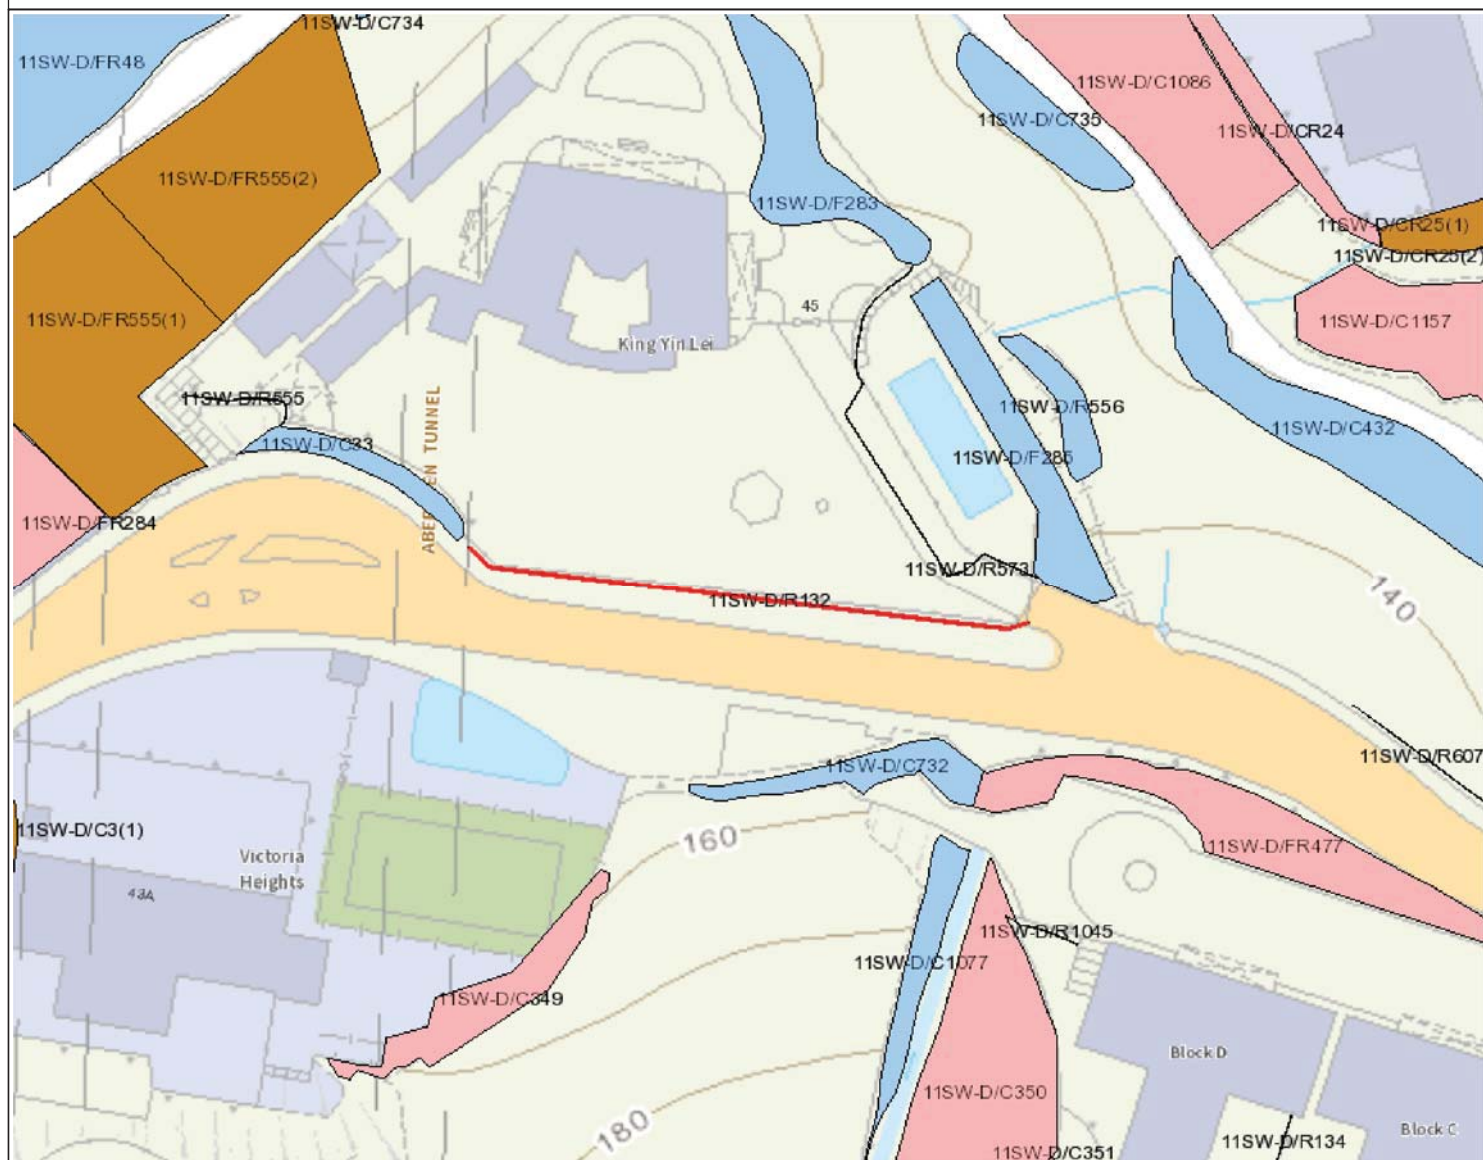 11SW-D/C734
11SW-D/FR48
11SW-D/C1086
11SW-D/C735
11SW-D/CR24
11SW-D/FR555(2)
11SW-D/F283
11SW-D/CR25(1)
11SW-D/CR25(2)
45
11SW-D/FR555(1)
11SW-D/C1157
King Yin Lei
11SW-D/R555
11SW-D/R556
11SW-D/C432
11SW-D/C33
11SW-D/F285
ABERDEEN TUNNEL
11SW-D/FR284
11SW-D/R573
11SW-D/R132
140
11SW-D/R607
11SW-D/C732
11SW-D/C3(1)
160
11SW-D/FR477
Victoria
Heights
43A
11SW-D/R1045
11SW-D/C1077
11SW-D/C349
Block D
11SW-D/C350
180
11SW-D/C351
11SW-D/R134
Block C